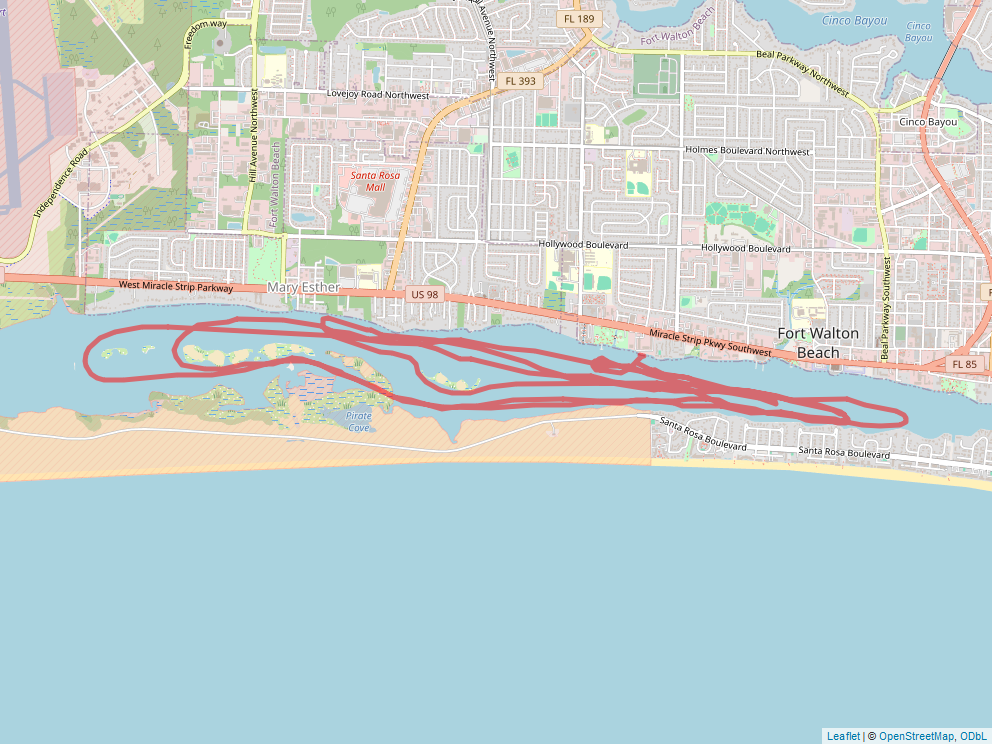 FL 189
Cinco Bayou
Cinco
Bayou
Freedom way
Fort Walton Beach
Beal Parkway Northwest
FL 393
Lovejoy Road Northwest
Hill Avenue Northwest
Cinco Bayou
Independence Road
Holmes Boulevard Northwest
Santa Rosa
Mall
Fort Walton Beach
Hollywood Boulevard
Hollywood Boulevard
Beal Parkway Southwest
West Miracle Strip Parkway
Mary Esther
US 98
Miracle Strip Pkwy Southwest
Fort Walton
Beach
FL 85
Pirate
Cove
Santa Rosa Boulevard
Santa Rosa Boulevard
Leaflet | © OpenStreetMap, ODbL